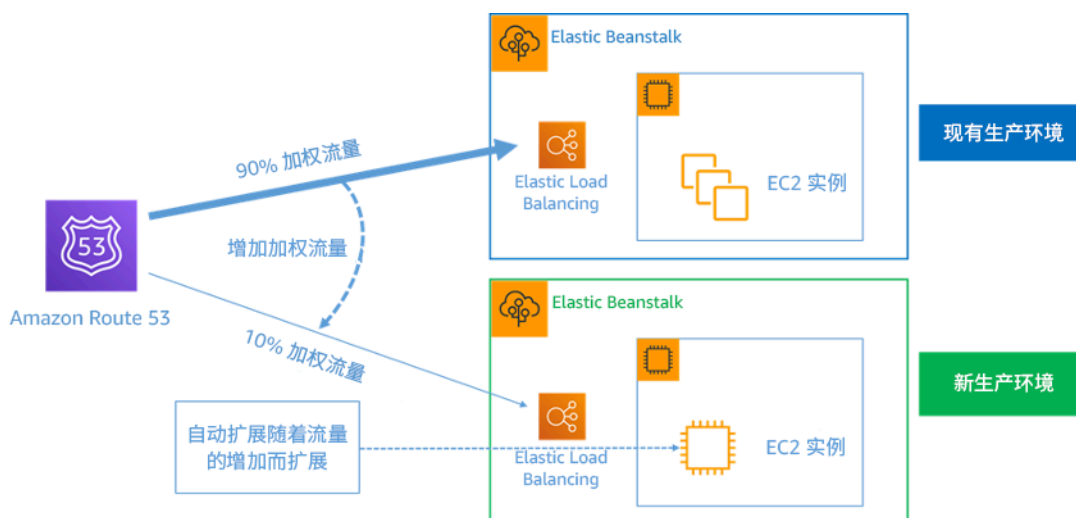 Elastic Beanstalk
90% 加权流量
Elastic Load
Balancing
EC2 实例
现有生产环境
53
Amazon Route 53
增加加权流量
10% 加权流量
Elastic Beanstalk
自动扩展随着流量
的增加而扩展
Elastic Load
Balancing
EC2 实例
新生产环境